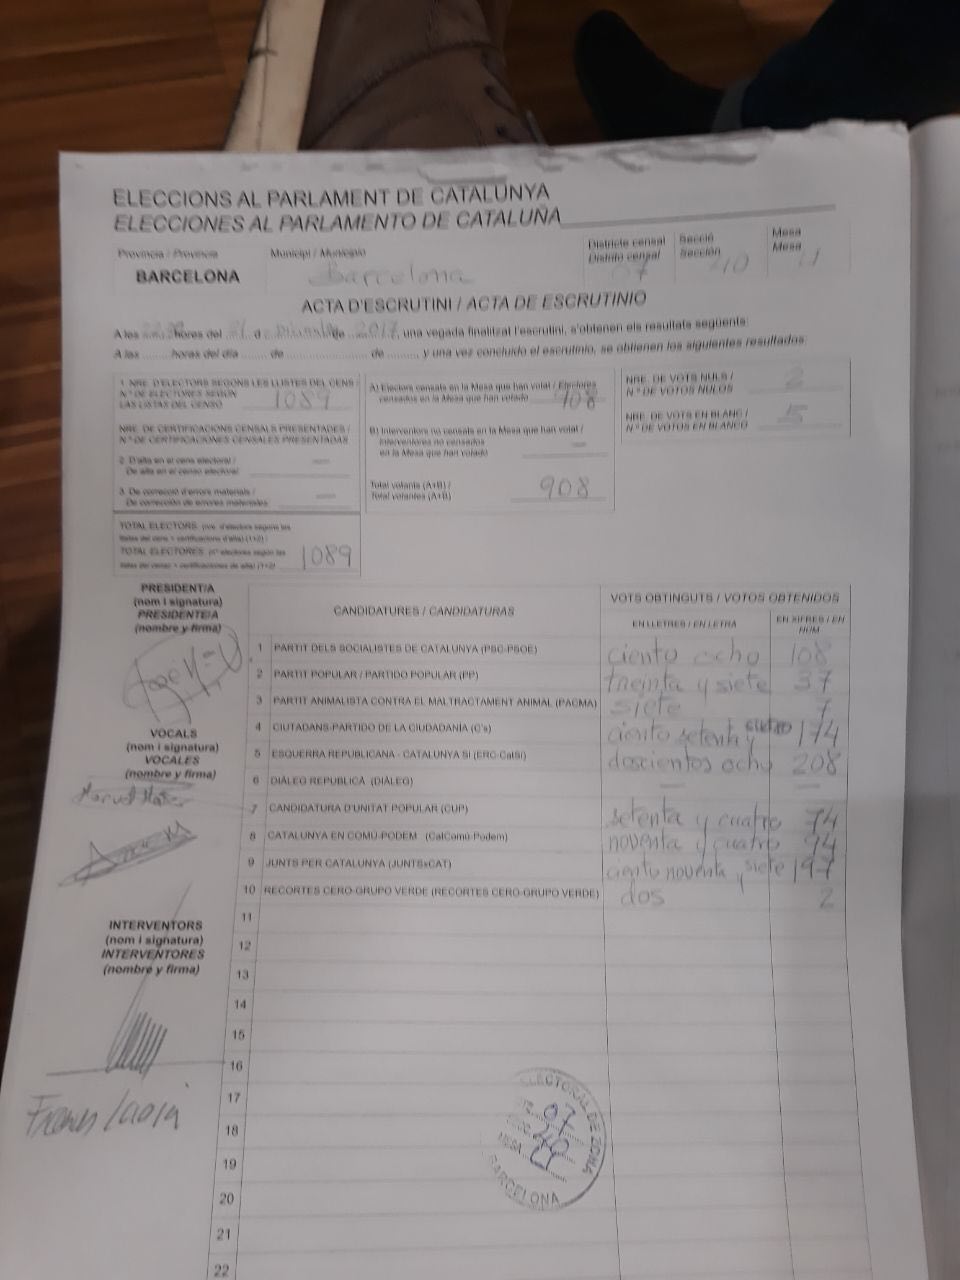 ELECCIONS AL PARLAMENT DE CATALUNYA
ELECCIONES AL PARLAMENTO DE CATALUÑA
Província / Provincia
Municipi / Municipio
Districte censal
Distrito censal
Secció
Sección
Mesa
Mesa
BARCELONA
Barcelona
07
40
U
ACTA D'ESCRUTINI / ACTA DE ESCRUTINIO
A les hores del 21 d de 2017, una vegada finalitzat l'escrutini, s'obtenen els resultats següents:
A las ......... horas del día ........ de .................... de ........, y una vez concluido el escrutinio, se obtienen los siguientes resultados:
1. NRE. D'ELECTORS SEGONS LES LLISTES DEL CENS /
N.º DE ELECTORES SEGÚN
LAS LISTAS DEL CENSO
1089
NRE. DE CERTIFICACIONS CENSALS PRESENTADES /
N.º DE CERTIFICACIONES CENSALES PRESENTADAS
2. D'alta en el cens electoral /
De alta en el censo electoral
—
3. De correcció d'errors materials /
De corrección de errores materiales
—
TOTAL ELECTORS: (nre. d'electors segons les
llistes del cens + certificacions d'alta) (1+2) /
TOTAL ELECTORES: (n.º electores según las
listas del censo + certificaciones de alta) (1+2)
1089
A) Electors censats en la Mesa que han votat / Electores
censados en la Mesa que han votado
908
B) Interventors no censats en la Mesa que han votat /
Interventores no censados
en la Mesa que han votado
—
Total votants (A+B) /
Total votantes (A+B)
908
NRE. DE VOTS NULS /
N.º DE VOTOS NULOS
2
NRE. DE VOTS EN BLANC /
N.º DE VOTOS EN BLANCO
5
PRESIDENT/A
(nom i signatura)
PRESIDENTE/A
(nombre y firma)
VOCALS
(nom i signatura)
VOCALES
(nombre y firma)
INTERVENTORS
(nom i signatura)
INTERVENTORES
(nombre y firma)
CANDIDATURES / CANDIDATURAS
VOTS OBTINGUTS / VOTOS OBTENIDOS
EN LLETRES / EN LETRA
EN XIFRES / EN NÚM
1 PARTIT DELS SOCIALISTES DE CATALUNYA (PSC-PSOE) ciento ocho 108
2 PARTIT POPULAR / PARTIDO POPULAR (PP) treinta y siete 37
3 PARTIT ANIMALISTA CONTRA EL MALTRACTAMENT ANIMAL (PACMA) siete 7
4 CIUTADANS-PARTIDO DE LA CIUDADANÍA (C's) ciento setenta y cuatro 174
5 ESQUERRA REPUBLICANA - CATALUNYA SÍ (ERC-CatSí) doscientos ocho 208
6 DIÀLEG REPUBLICÀ (DIÀLEG) — —
7 CANDIDATURA D'UNITAT POPULAR (CUP) setenta y cuatro 74
8 CATALUNYA EN COMÚ-PODEM (CatComú-Podem) noventa y cuatro 94
9 JUNTS PER CATALUNYA (JUNTSxCAT) ciento noventa y siete 197
10 RECORTES CERO-GRUPO VERDE (RECORTES CERO-GRUPO VERDE) dos 2
11
12
13
14
15
16
17
18
19
20
21
22
ELECTORAL DE ZONA
07
40
MESA U
BARCELONA